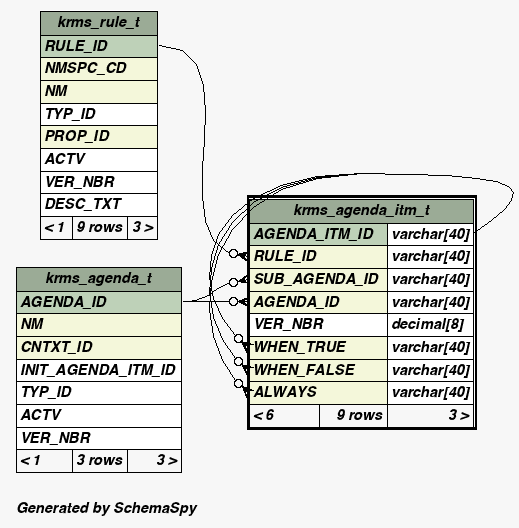 krms_rule_t
RULE_ID
NMSPC_CD
NM
TYP_ID
PROP_ID
ACTV
VER_NBR
DESC_TXT
< 1 9 rows 3 >
krms_agenda_t
AGENDA_ID
NM
CNTXT_ID
INIT_AGENDA_ITM_ID
TYP_ID
ACTV
VER_NBR
< 1 3 rows 3 >
krms_agenda_itm_t
AGENDA_ITM_ID varchar[40]
RULE_ID varchar[40]
SUB_AGENDA_ID varchar[40]
AGENDA_ID varchar[40]
VER_NBR decimal[8]
WHEN_TRUE varchar[40]
WHEN_FALSE varchar[40]
ALWAYS varchar[40]
< 6 9 rows 3 >
Generated by SchemaSpy